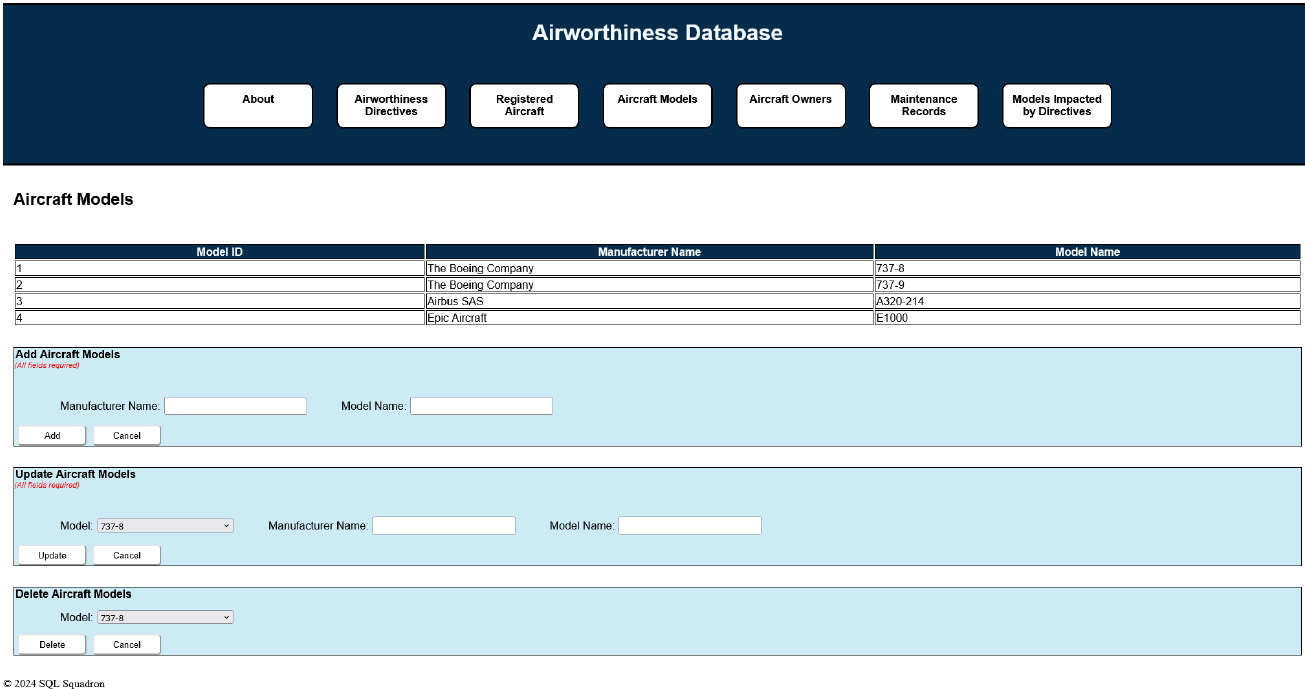 Airworthiness Database
About
Airworthiness
Directives
Registered
Aircraft
Aircraft Models
Aircraft Owners
Maintenance
Records
Models Impacted
by Directives
Aircraft Models
Model ID Manufacturer Name Model Name
1 The Boeing Company 737-8
2 The Boeing Company 737-9
3 Airbus SAS A320-214
4 Epic Aircraft E1000
Add Aircraft Models
(All fields required)
Manufacturer Name: Model Name:
Add Cancel
Update Aircraft Models
(All fields required)
Model: 737-8 Manufacturer Name: Model Name:
Update Cancel
Delete Aircraft Models
Model: 737-8
Delete Cancel
© 2024 SQL Squadron